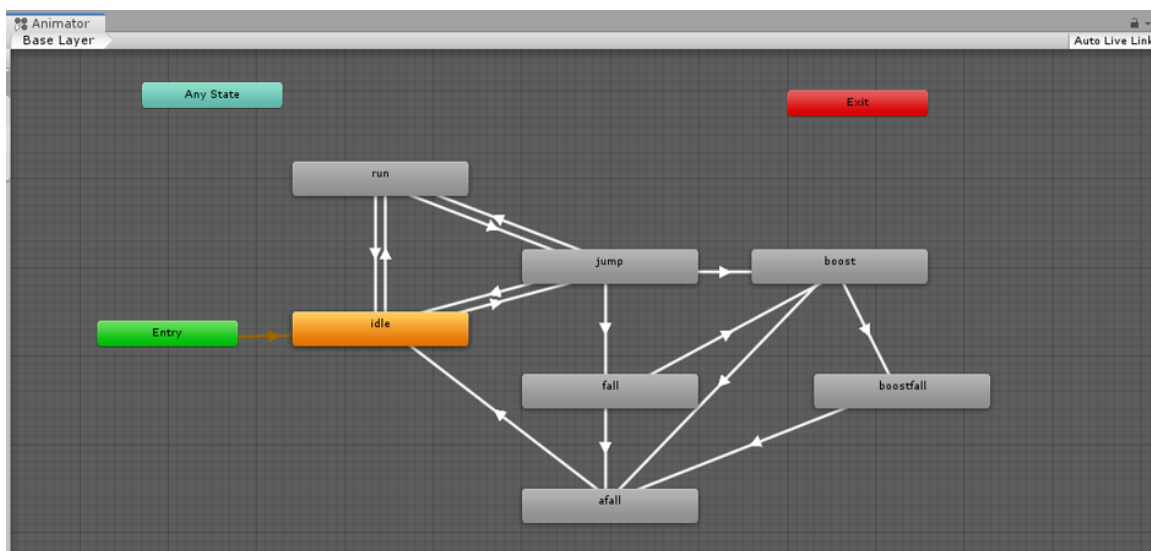 Animator
Base Layer
Auto Live Link
Any State
Exit
run
jump
boost
Entry
idle
fall
boostfall
afall